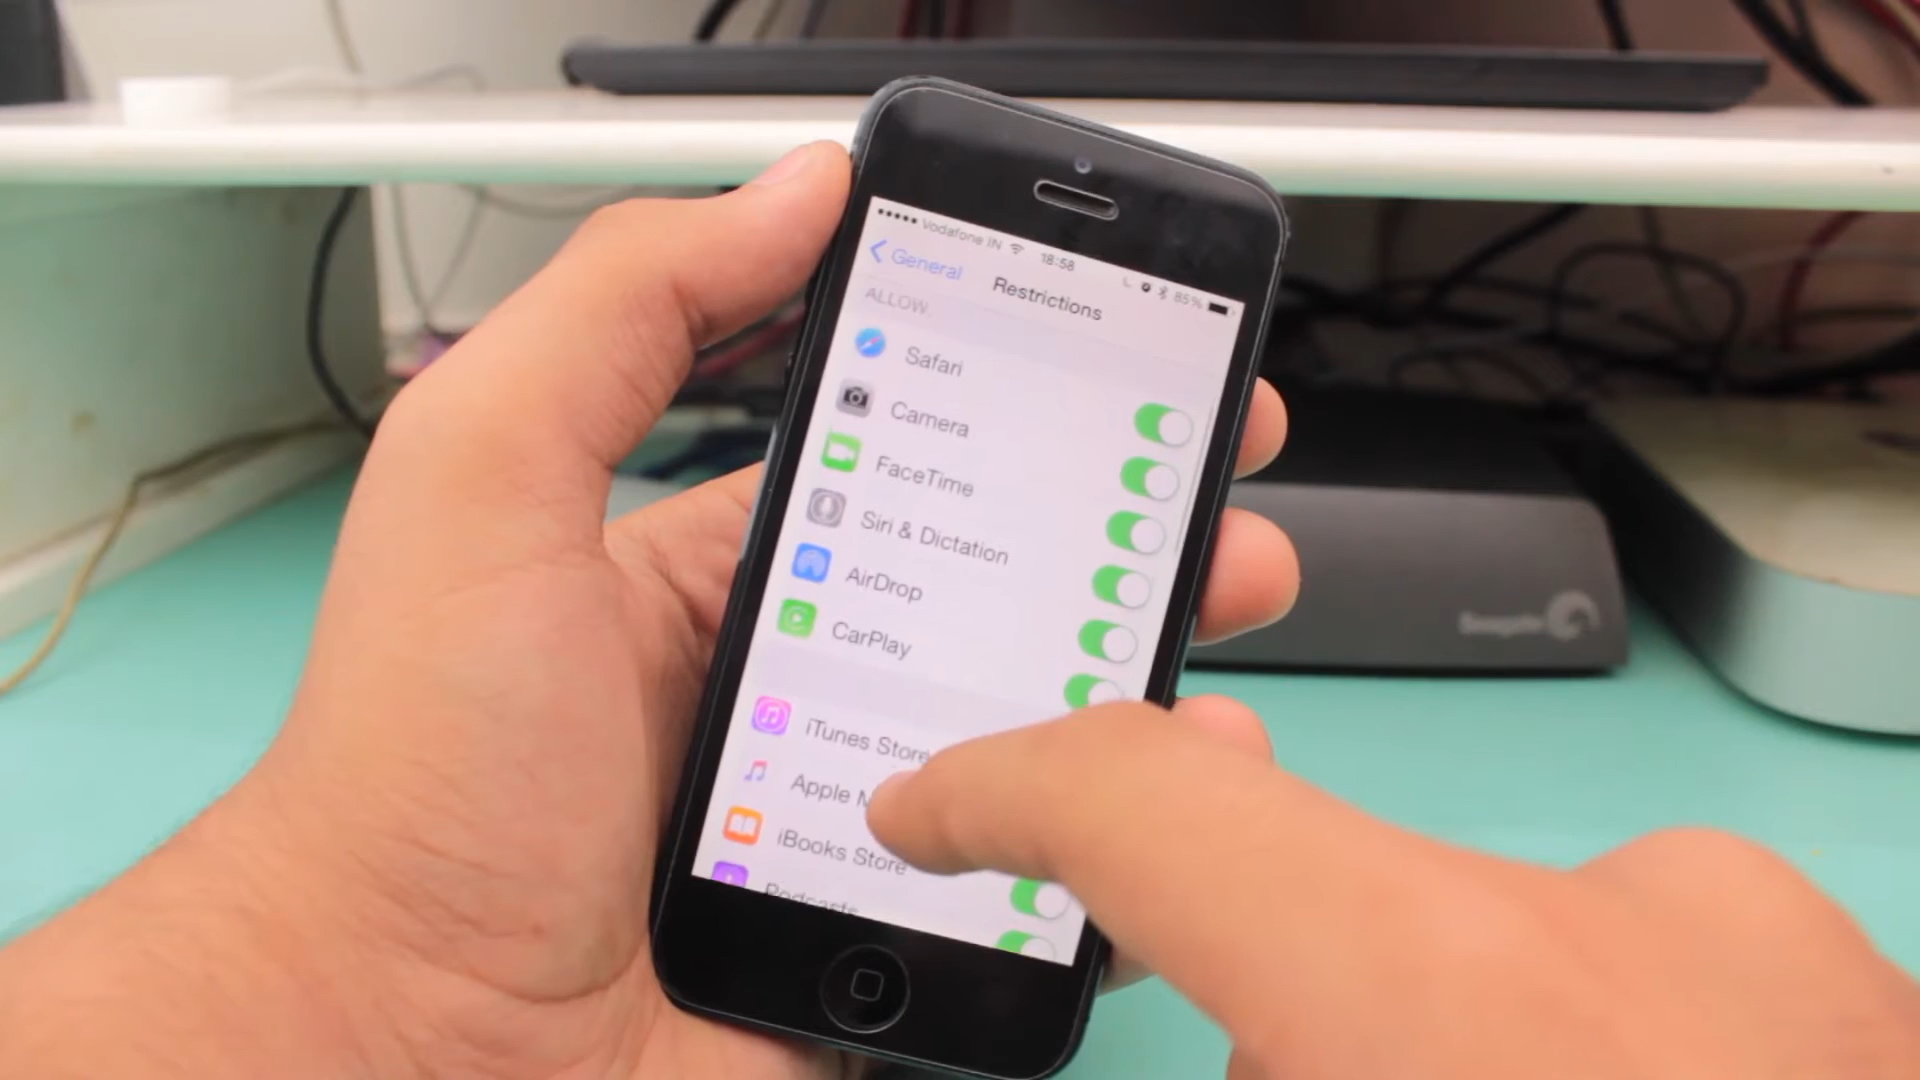 Vodafone IN 18:58 85%
General Restrictions
ALLOW:
Safari
Camera
FaceTime
Siri & Dictation
AirDrop
CarPlay
iTunes Store
Apple M
iBooks Store
Podcasts
Seagate